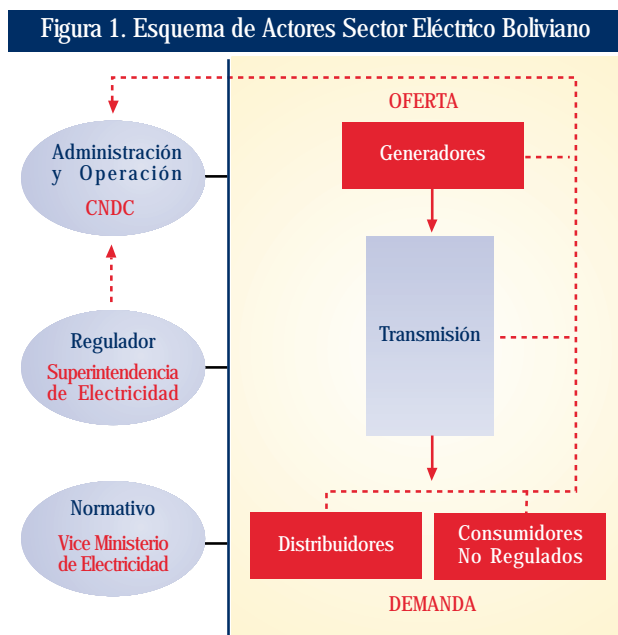 Figura 1. Esquema de Actores Sector Eléctrico Boliviano
OFERTA
Administración
y Operación
CNDC
Generadores
Regulador
Superintendencia
de Electricidad
Transmisión
Normativo
Vice Ministerio
de Electricidad
Distribuidores
Consumidores
No Regulados
DEMANDA